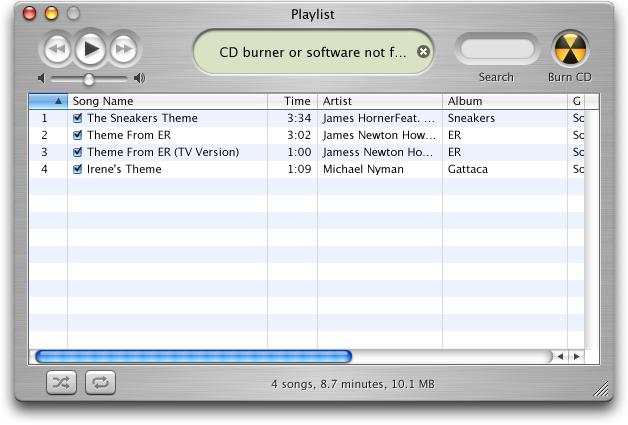 Playlist
CD burner or software not f...
Search
Burn CD
Song Name Time Artist Album G
1 The Sneakers Theme 3:34 James HornerFeat. ... Sneakers Sc
2 Theme From ER 3:02 James Newton How... ER Sc
3 Theme From ER (TV Version) 1:00 Jamess Newton Ho... ER Sc
4 Irene's Theme 1:09 Michael Nyman Gattaca Sc
4 songs, 8.7 minutes, 10.1 MB